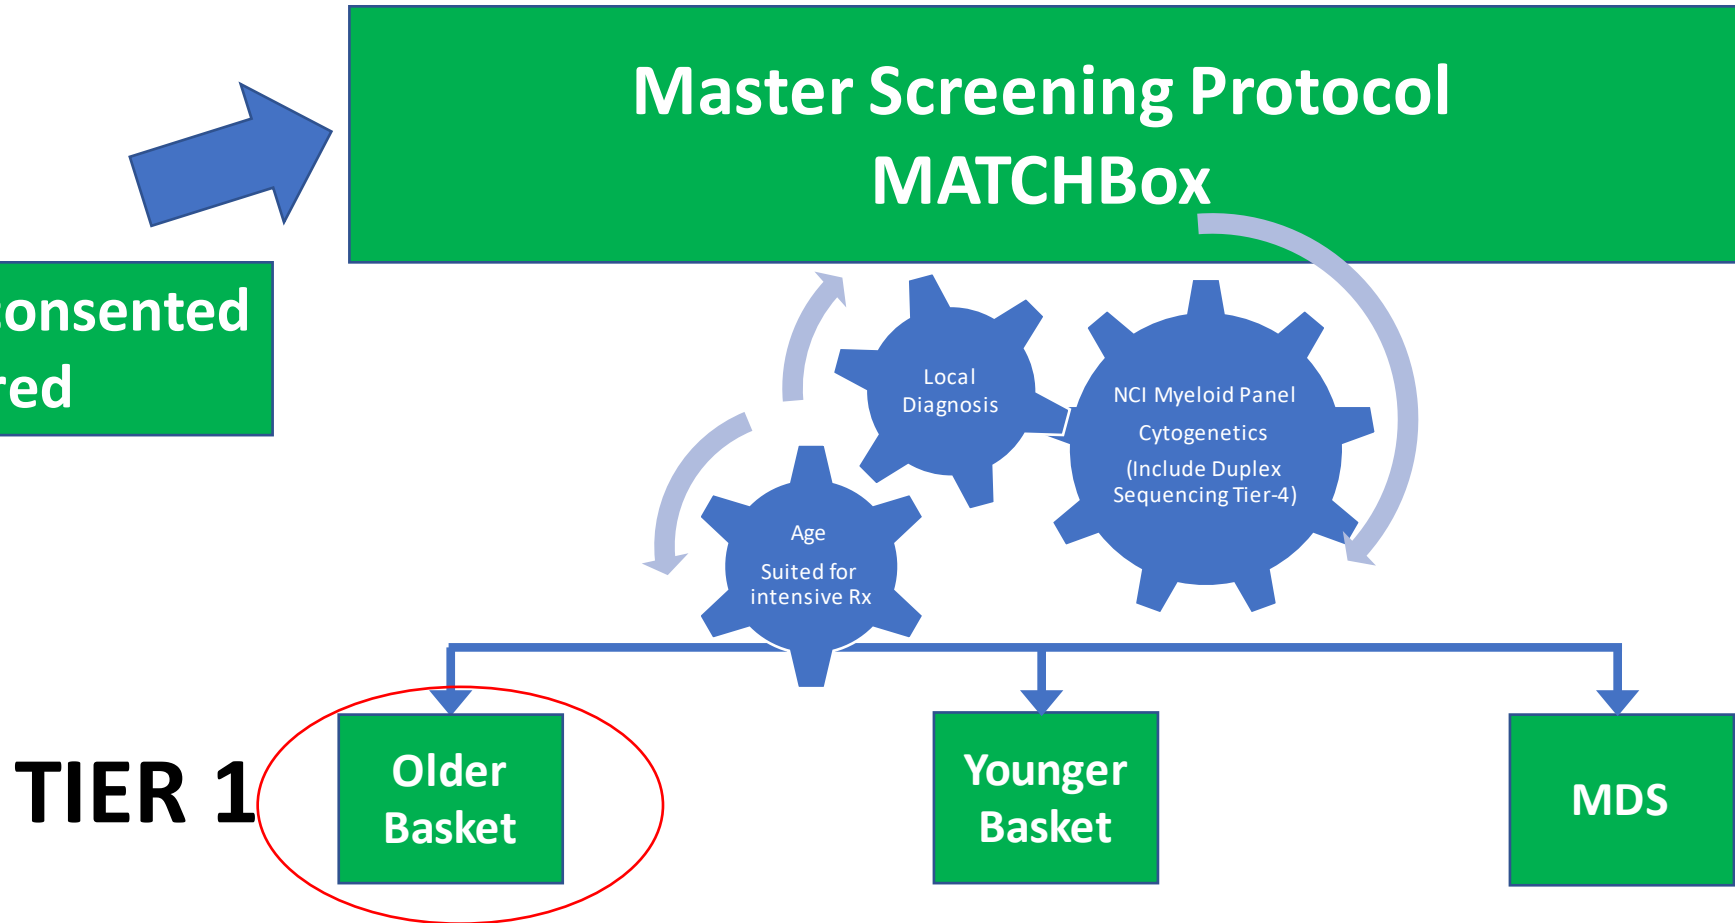 Master Screening Protocol
MATCHBox
consented
red
Local
Diagnosis
NCI Myeloid Panel
Cytogenetics
(Include Duplex
Sequencing Tier-4)
Age
Suited for
intensive Rx
TIER 1
Older
Basket
Younger
Basket
MDS